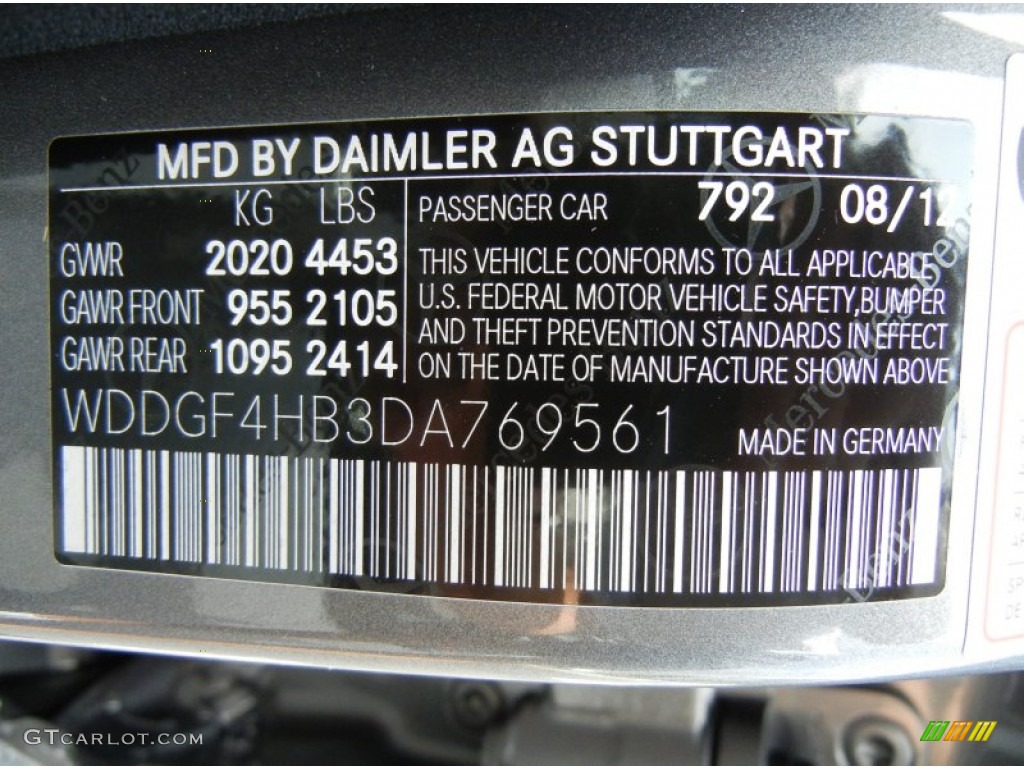 MFD BY DAIMLER AG STUTTGART
KG LBS
GVWR 2020 4453
GAWR FRONT 955 2105
GAWR REAR 1095 2414
PASSENGER CAR 792 08/12
THIS VEHICLE CONFORMS TO ALL APPLICABLE
U.S. FEDERAL MOTOR VEHICLE SAFETY,BUMPER
AND THEFT PREVENTION STANDARDS IN EFFECT
ON THE DATE OF MANUFACTURE SHOWN ABOVE
WDDGF4HB3DA769561
MADE IN GERMANY
Mercedes-Benz
GTCARLOT.COM